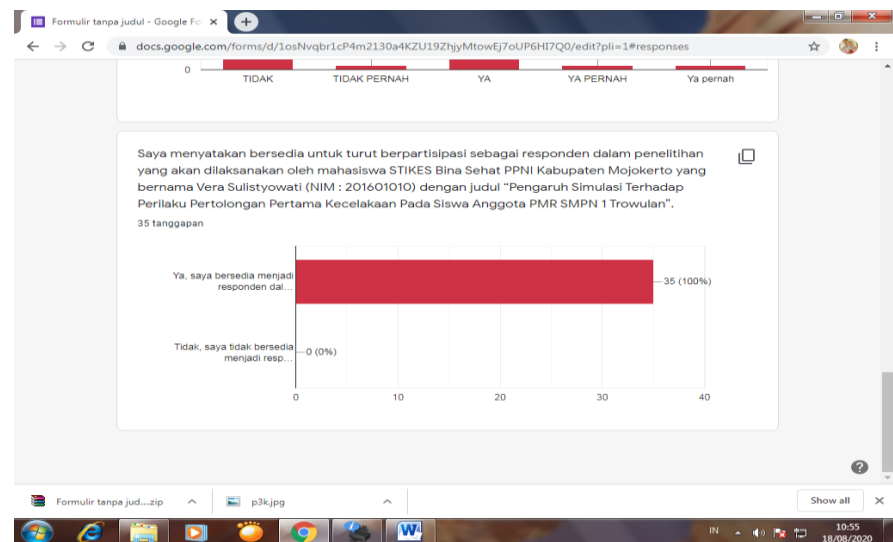 Formulir tanpa judul - Google Fo
docs.google.com/forms/d/1osNvqbr1cP4m2130a4KZU19ZhjyMtowEj7oUP6HI7Q0/edit?pli=1#responses
0
TIDAK TIDAK PERNAH YA YA PERNAH Ya pernah
Saya menyatakan bersedia untuk turut berpartisipasi sebagai responden dalam penelitihan
yang akan dilaksanakan oleh mahasiswa STIKES Bina Sehat PPNI Kabupaten Mojokerto yang
bernama Vera Sulistyowati (NIM : 201601010) dengan judul “Pengaruh Simulasi Terhadap
Perilaku Pertolongan Pertama Kecelakaan Pada Siswa Anggota PMR SMPN 1 Trowulan”.
35 tanggapan
Ya, saya bersedia menjadi
responden dal...
35 (100%)
Tidak, saya tidak bersedia
menjadi resp...
0 (0%)
0 10 20 30 40
Formulir tanpa jud....zip
p3k.jpg
Show all
IN
10:55
18/08/2020